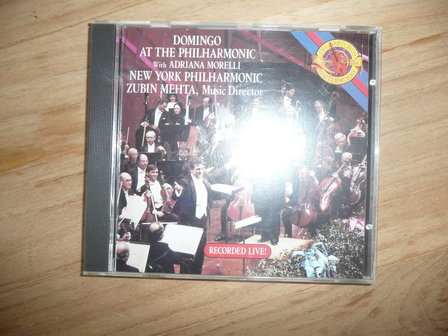 DOMINGO
AT THE PHILHARMONIC
With ADRIANA MORELLI
NEW YORK PHILHARMONIC
ZUBIN MEHTA, Music Director
RECORDED LIVE!